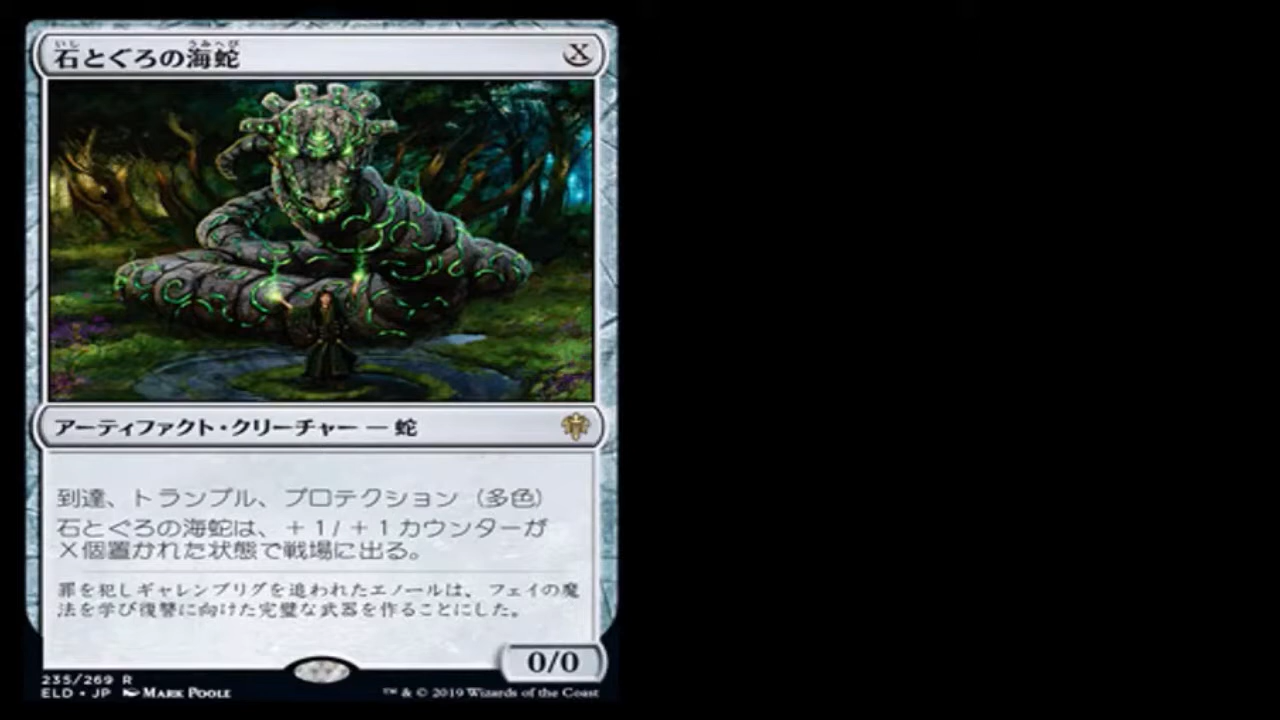 石とぐろの海蛇
X
アーティファクト・クリーチャー — 蛇
到達、トランプル、プロテクション（多色）
石とぐろの海蛇は、＋１/＋１カウンターが
Ｘ個置かれた状態で戦場に出る。
罪を犯しギャレンブリグを追われたエノールは、フェイの魔
法を学び復讐に向けた完璧な武器を作ることにした。
0/0
235/269 R
ELD • JP MARK POOLE
™ & © 2019 Wizards of the Coast